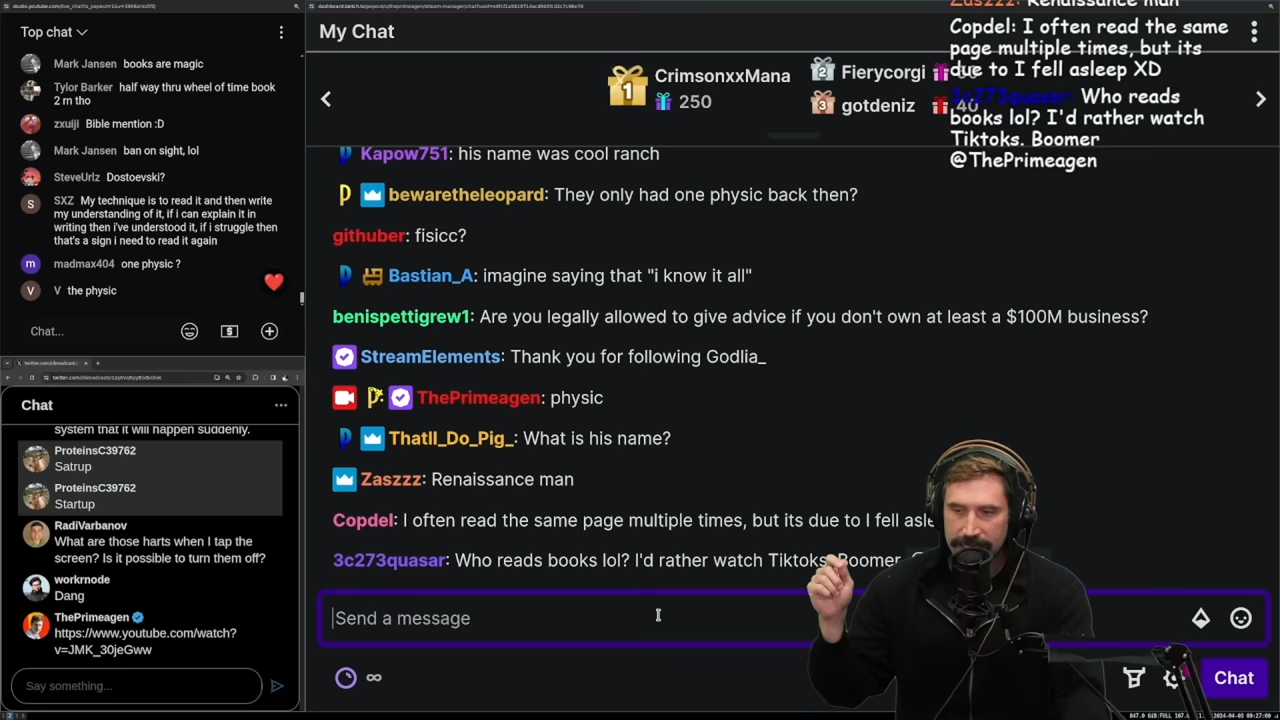 Top chat
Mark Jansen books are magic
Tylor Barker half way thru wheel of time book
2 rn tho
zxuiji Bible mention :D
Mark Jansen ban on sight, lol
SteveUriz Dostoevski?
S
SXZ My technique is to read it and then write
my understanding of it, if i can explain it in
writing then i've understood it, if i struggle then
that's a sign i need to read it again
m madmax404 one physic ?
V V the physic
Chat...
Chat
system that it will happen suddenly.
ProteinsC39762
Satrup
ProteinsC39762
Startup
RadiVarbanov
What are those harts when I tap the
screen? Is it possible to turn them off?
workrnode
Dang
ThePrimeagen
https://www.youtube.com/watch?
v=JMK_30jeGww
Say something...
My Chat
1 CrimsonxxMana
250
2 Fierycorgi
3 gotdeniz 40
Kapow751: his name was cool ranch
bewaretheleopard: They only had one physic back then?
githuber: fisicc?
Bastian_A: imagine saying that "i know it all"
benispettigrew1: Are you legally allowed to give advice if you don't own at least a $100M business?
StreamElements: Thank you for following Godlia_
ThePrimeagen: physic
ThatIl_Do_Pig_: What is his name?
Zaszzz: Renaissance man
Copdel: I often read the same page multiple times, but its due to I fell asle
3c273quasar: Who reads books lol? I'd rather watch Tiktoks. Boomer
Send a message
Chat
Zaszzz: Renaissance man
Copdel: I often read the same
page multiple times, but its
due to I fell asleep XD
3c273quasar: Who reads
books lol? I'd rather watch
Tiktoks. Boomer
@ThePrimeagen